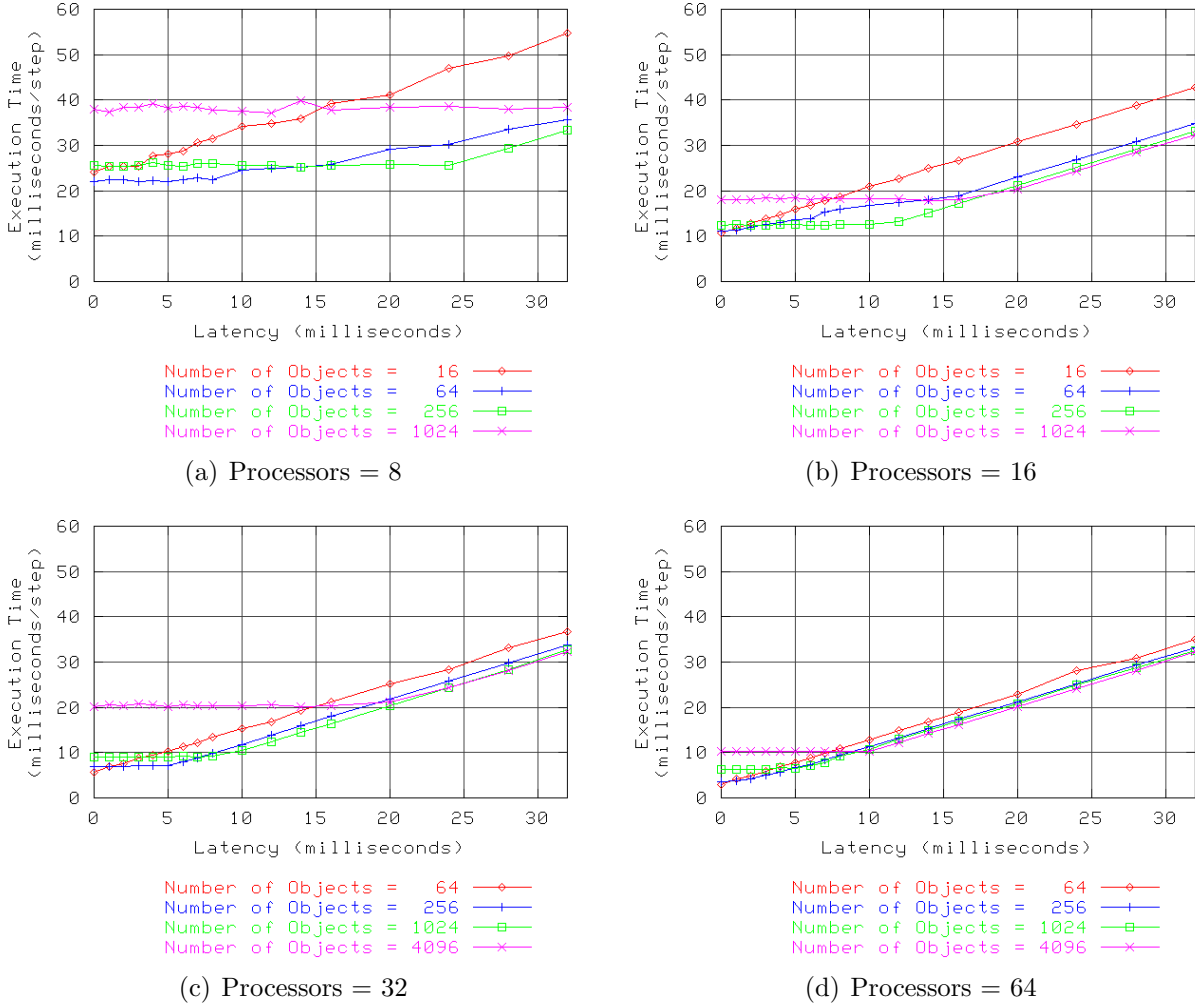 Execution Time
(milliseconds/step)
60
50
40
30
20
10
0
0 5 10 15 20 25 30
Latency (milliseconds)
Number of Objects = 16
Number of Objects = 64
Number of Objects = 256
Number of Objects = 1024
(a) Processors = 8
Execution Time
(milliseconds/step)
60
50
40
30
20
10
0
0 5 10 15 20 25 30
Latency (milliseconds)
Number of Objects = 16
Number of Objects = 64
Number of Objects = 256
Number of Objects = 1024
(b) Processors = 16
Execution Time
(milliseconds/step)
60
50
40
30
20
10
0
0 5 10 15 20 25 30
Latency (milliseconds)
Number of Objects = 64
Number of Objects = 256
Number of Objects = 1024
Number of Objects = 4096
(c) Processors = 32
Execution Time
(milliseconds/step)
60
50
40
30
20
10
0
0 5 10 15 20 25 30
Latency (milliseconds)
Number of Objects = 64
Number of Objects = 256
Number of Objects = 1024
Number of Objects = 4096
(d) Processors = 64